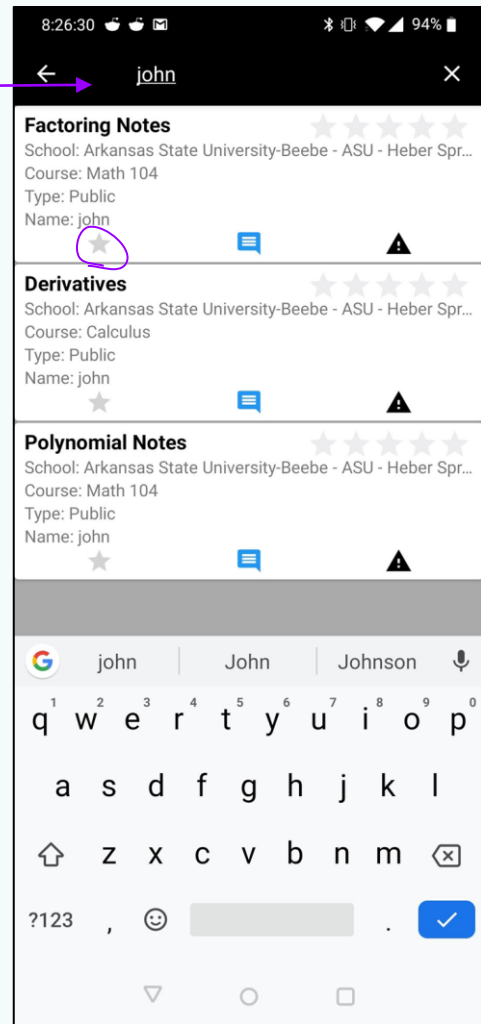 8:26:30 94%
john
Factoring Notes
School: Arkansas State University-Beebe - ASU - Heber Spr...
Course: Math 104
Type: Public
Name: john
Derivatives
School: Arkansas State University-Beebe - ASU - Heber Spr...
Course: Calculus
Type: Public
Name: john
Polynomial Notes
School: Arkansas State University-Beebe - ASU - Heber Spr...
Course: Math 104
Type: Public
Name: john
G john John Johnson
1 2 3 4 5 6 7 8 9 0
q w e r t y u i o p
a s d f g h j k l
z x c v b n m
?123 , .